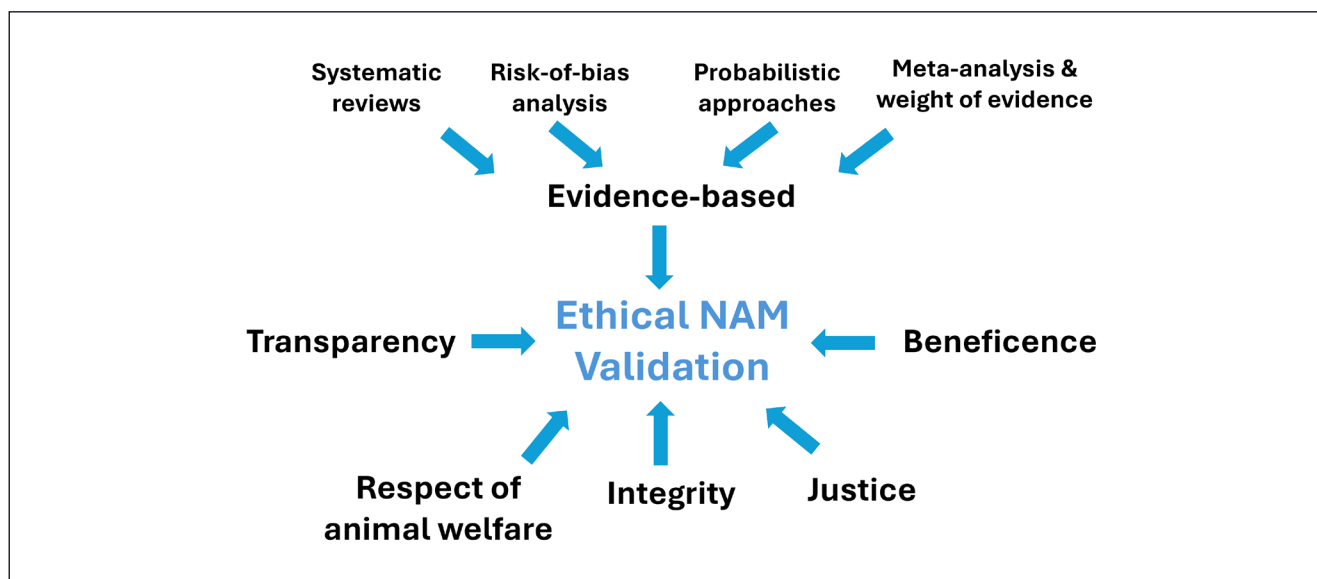 Systematic
reviews
Risk-of-bias
analysis
Probabilistic
approaches
Meta-analysis &
weight of evidence
Evidence-based
Ethical NAM
Validation
Transparency
Beneficence
Respect of
animal welfare
Integrity
Justice